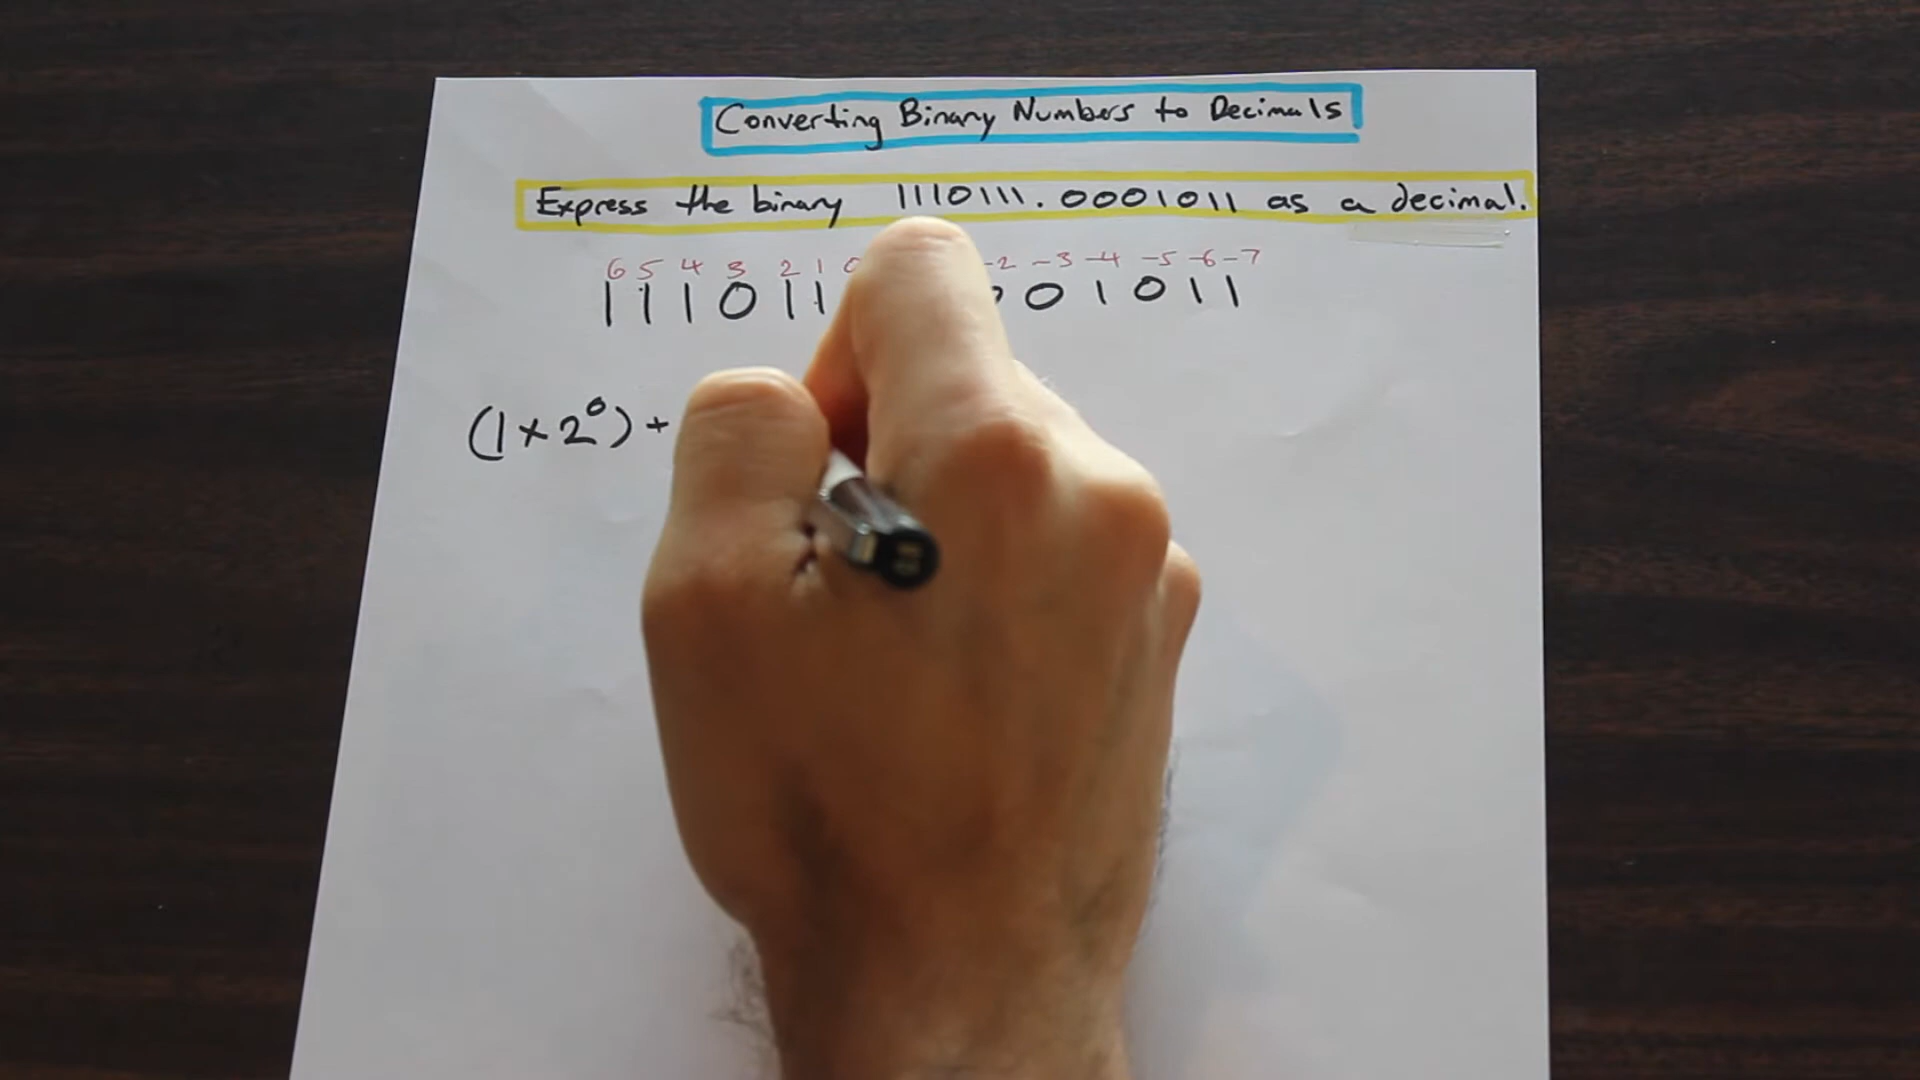 Converting Binary Numbers to Decimals
Express the binary 1110111.0001011 as a decimal.
6 5 4 3 2 1 0 -2 -3 -4 -5 -6 -7
1 1 1 0 1 1 0 1 0 1 1
(1 × 2⁰) +